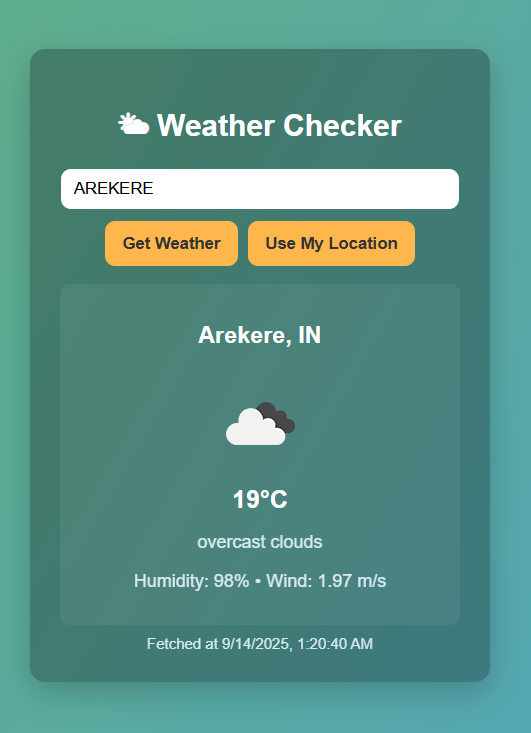 Weather Checker
AREKERE
Get Weather
Use My Location
Arekere, IN
19°C
overcast clouds
Humidity: 98% • Wind: 1.97 m/s
Fetched at 9/14/2025, 1:20:40 AM